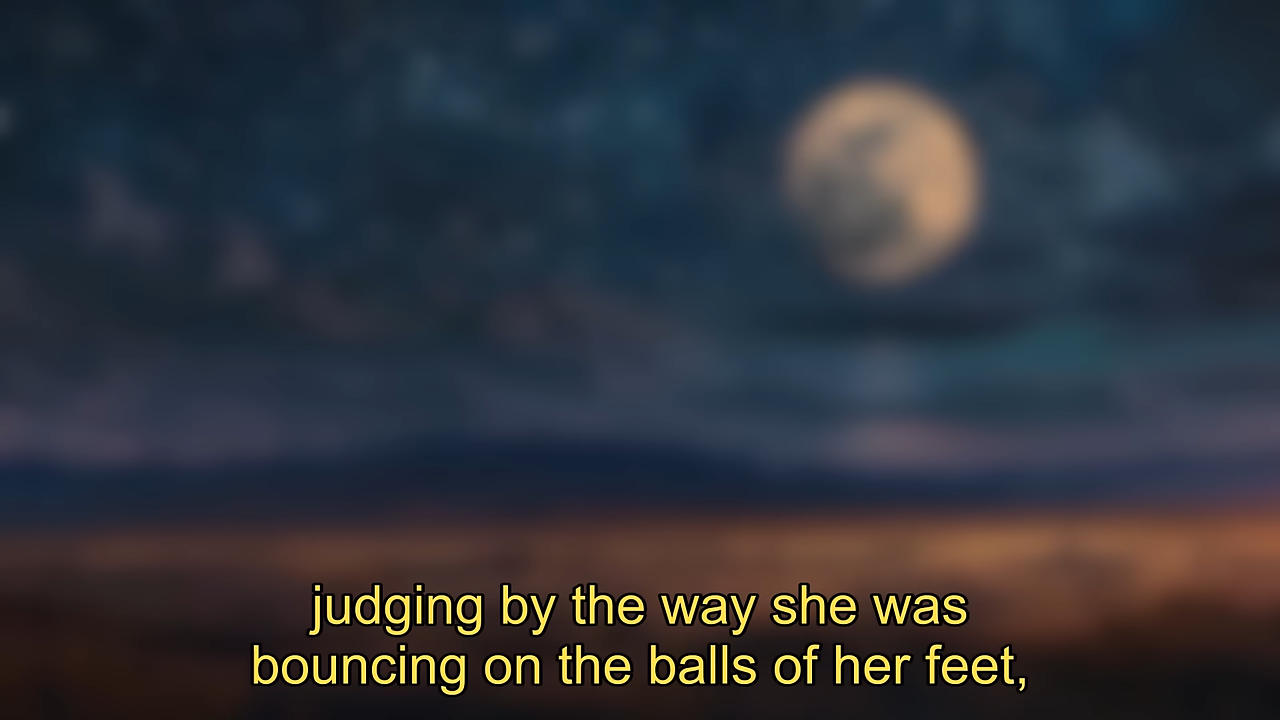 judging by the way she was
bouncing on the balls of her feet,